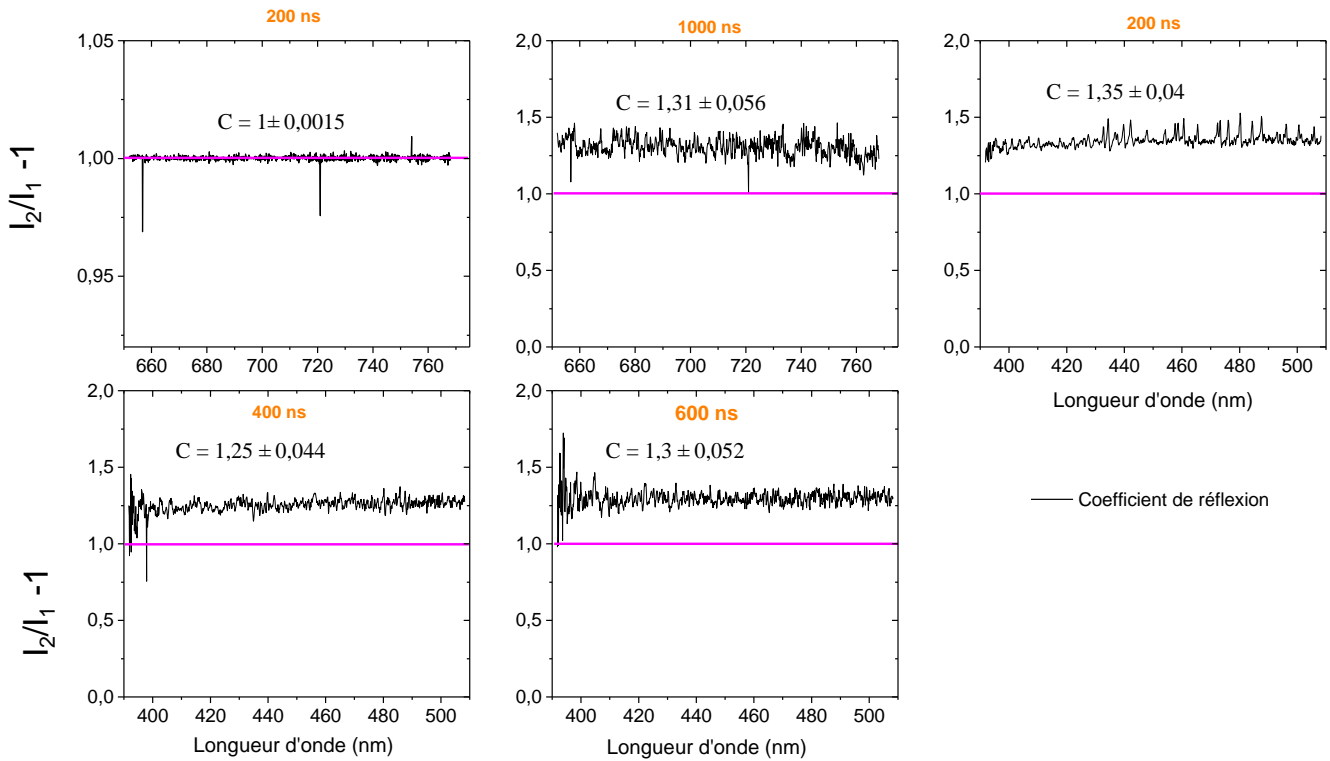 200 ns
1,05
1,00
0,95
C = 1± 0,0015
660 680 700 720 740 760
I₂/I₁ -1
1000 ns
2,0
1,5
1,0
0,5
0,0
C = 1,31 ± 0,056
660 680 700 720 740 760
200 ns
2,0
1,5
1,0
0,5
0,0
C = 1,35 ± 0,04
400 420 440 460 480 500
Longueur d'onde (nm)
400 ns
2,0
1,5
1,0
0,5
0,0
C = 1,25 ± 0,044
400 420 440 460 480 500
Longueur d'onde (nm)
I₂/I₁ -1
600 ns
2,0
1,5
1,0
0,5
0,0
C = 1,3 ± 0,052
400 420 440 460 480 500
Longueur d'onde (nm)
Coefficient de réflexion